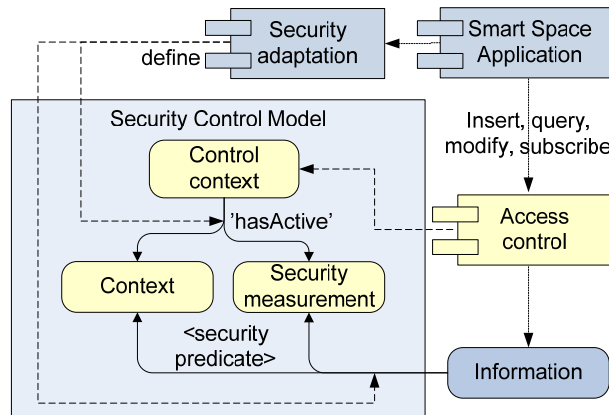 Security
adaptation
Smart Space
Application
define
Insert, query,
modify, subscribe
Security Control Model
Control
context
'hasActive'
Access
control
Context
Security
measurement
<security
predicate>
Information